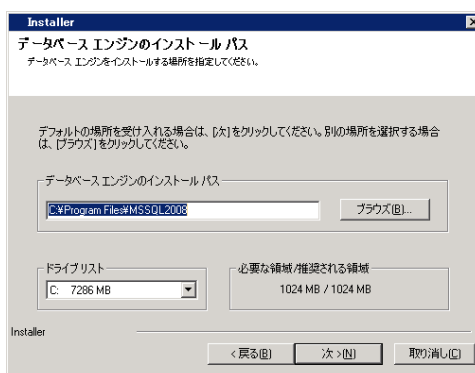 Installer
データベース エンジンのインストール パス
データベース エンジンをインストールする場所を指定してください。
デフォルトの場所を受け入れる場合は、[次]をクリックしてください。別の場所を選択する場合
は、[ブラウズ]をクリックしてください。
データベース エンジンのインストール パス
C:¥Program Files¥MSSQL2008
ブラウズ(B)...
ドライブ リスト
C: 7286 MB
必要な領域/推奨される領域
1024 MB / 1024 MB
Installer
< 戻る(B)
次 >(N)
取り消し(C)